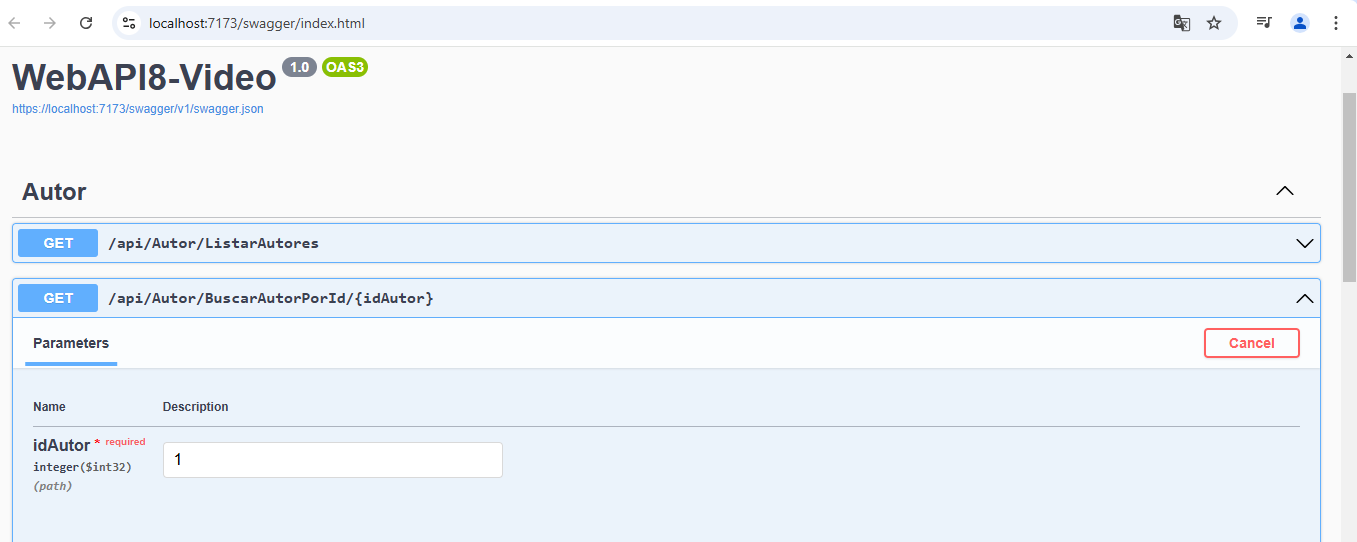 localhost:7173/swagger/index.html
WebAPI8-Video 1.0 OAS3
https://localhost:7173/swagger/v1/swagger.json
Autor
GET /api/Autor/ListarAutores
GET /api/Autor/BuscarAutorPorId/{idAutor}
Parameters Cancel
Name Description
idAutor * required
integer($int32) 1
(path)